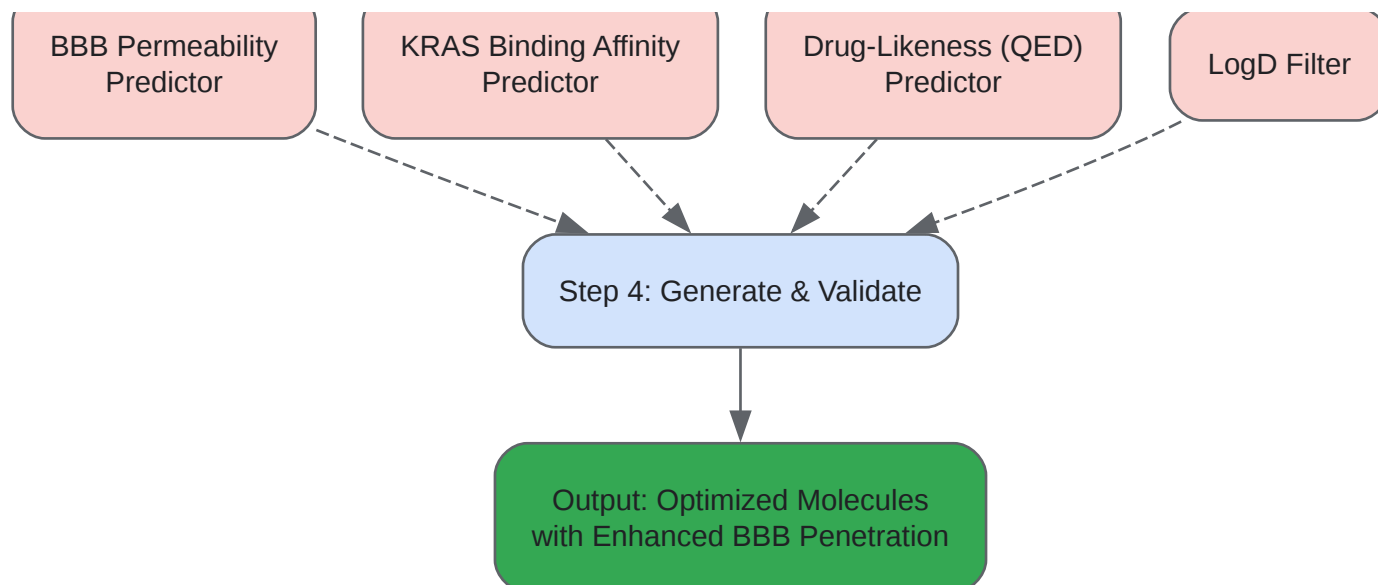 BBB Permeability
Predictor
KRAS Binding Affinity
Predictor
Drug-Likeness (QED)
Predictor
LogD Filter
Step 4: Generate & Validate
Output: Optimized Molecules
with Enhanced BBB Penetration